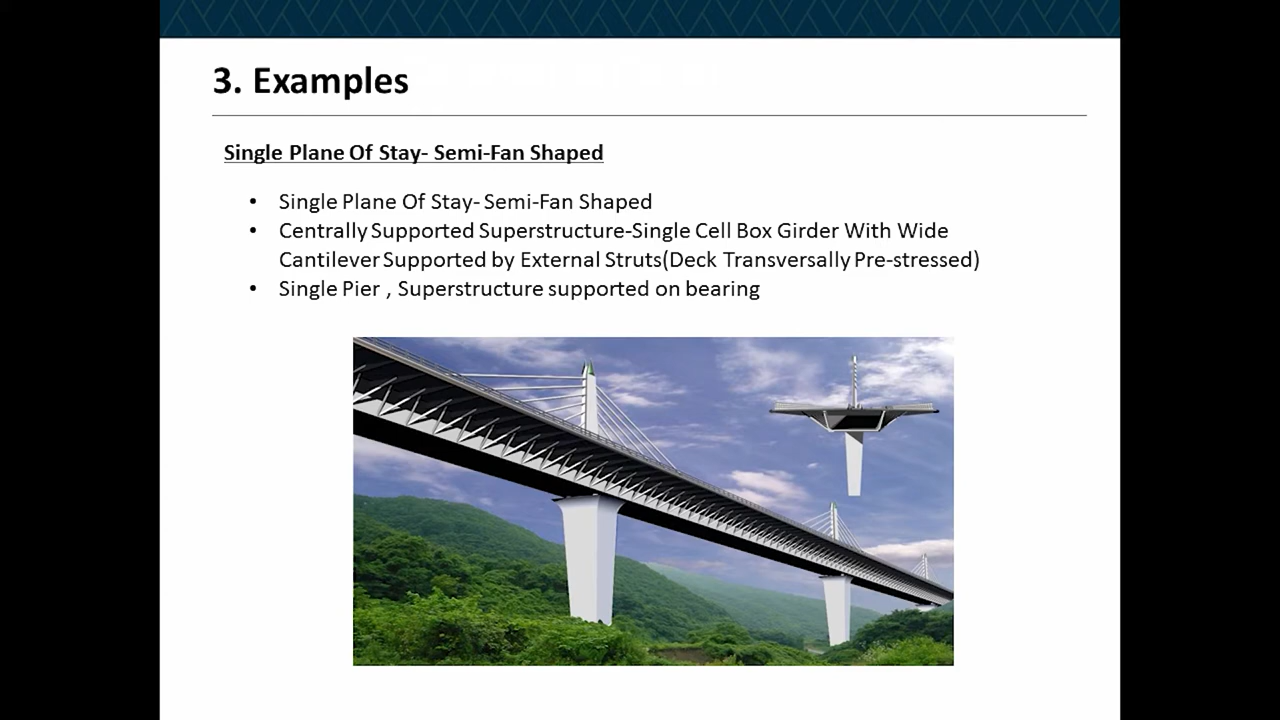 3. Examples
Single Plane Of Stay- Semi-Fan Shaped
• Single Plane Of Stay- Semi-Fan Shaped
• Centrally Supported Superstructure-Single Cell Box Girder With Wide
Cantilever Supported by External Struts(Deck Transversally Pre-stressed)
• Single Pier , Superstructure supported on bearing